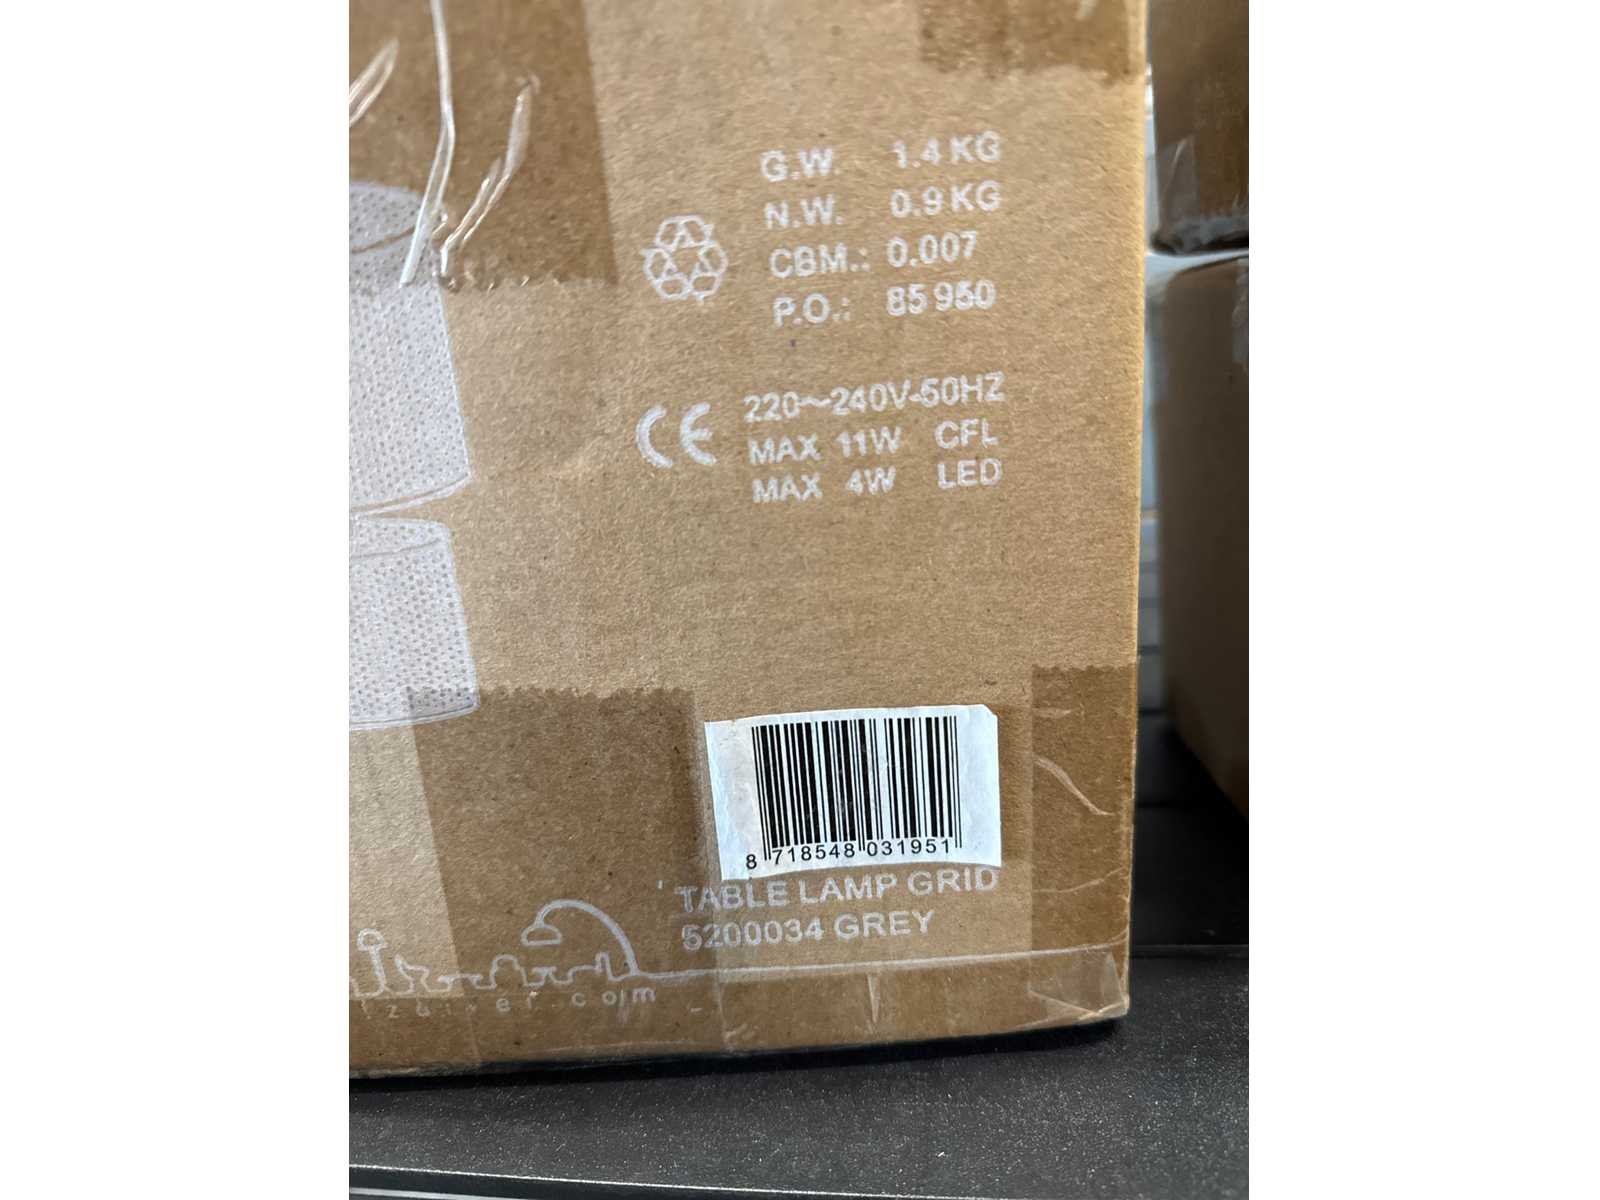 G.W. 1.4 KG
N.W. 0.9 KG
CBM.: 0.007
P.O.: 85 950
CE 220~240V-50HZ
MAX 11W CFL
MAX 4W LED
8 718548 031951
TABLE LAMP GRID
5200034 GREY